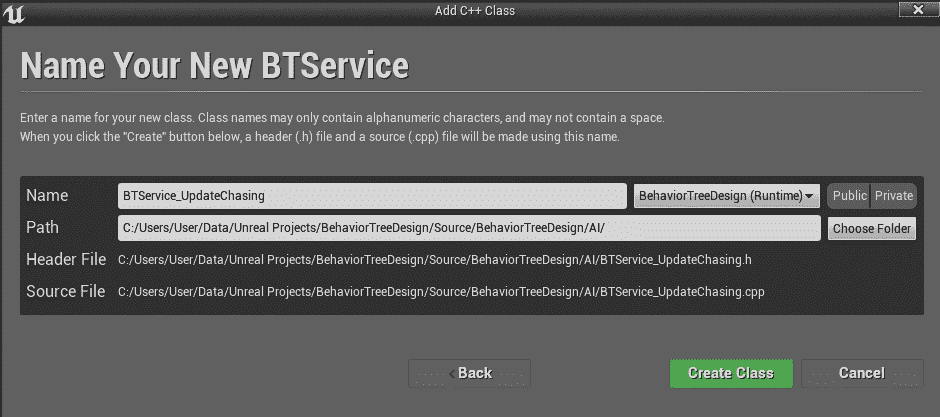 Add C++ Class
Name Your New BTService
Enter a name for your new class. Class names may only contain alphanumeric characters, and may not contain a space.
When you click the "Create" button below, a header (.h) file and a source (.cpp) file will be made using this name.
Name BTService_UpdateChasing BehaviorTreeDesign (Runtime) Public Private
Path C:/Users/User/Data/Unreal Projects/BehaviorTreeDesign/Source/BehaviorTreeDesign/AI/ Choose Folder
Header File C:/Users/User/Data/Unreal Projects/BehaviorTreeDesign/Source/BehaviorTreeDesign/AI/BTService_UpdateChasing.h
Source File C:/Users/User/Data/Unreal Projects/BehaviorTreeDesign/Source/BehaviorTreeDesign/AI/BTService_UpdateChasing.cpp
Back Create Class Cancel